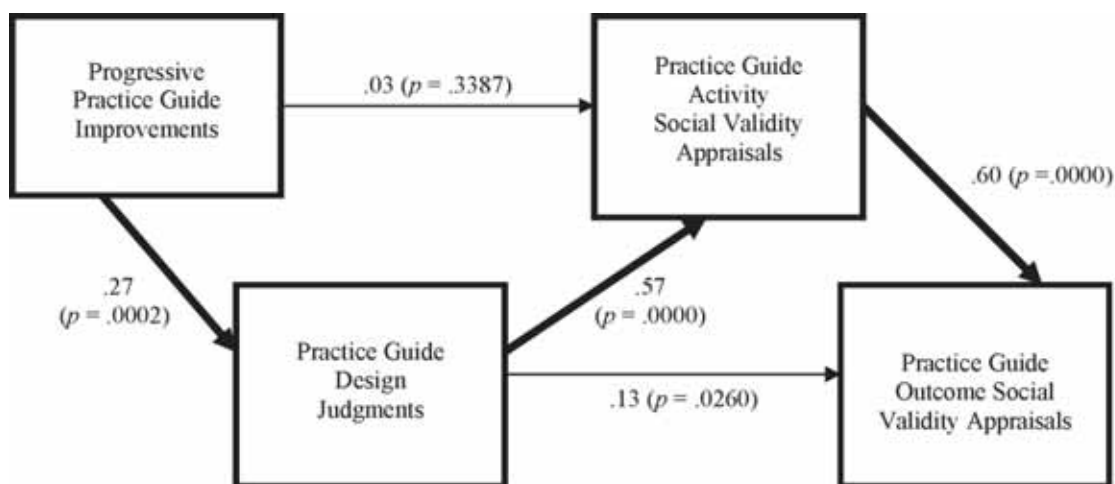 Progressive
Practice Guide
Improvements
.03 (p = .3387)
Practice Guide
Activity
Social Validity
Appraisals
.60 (p =.0000)
.27
(p = .0002)
Practice Guide
Design
Judgments
.57
(p = .0000)
.13 (p = .0260)
Practice Guide
Outcome Social
Validity Appraisals